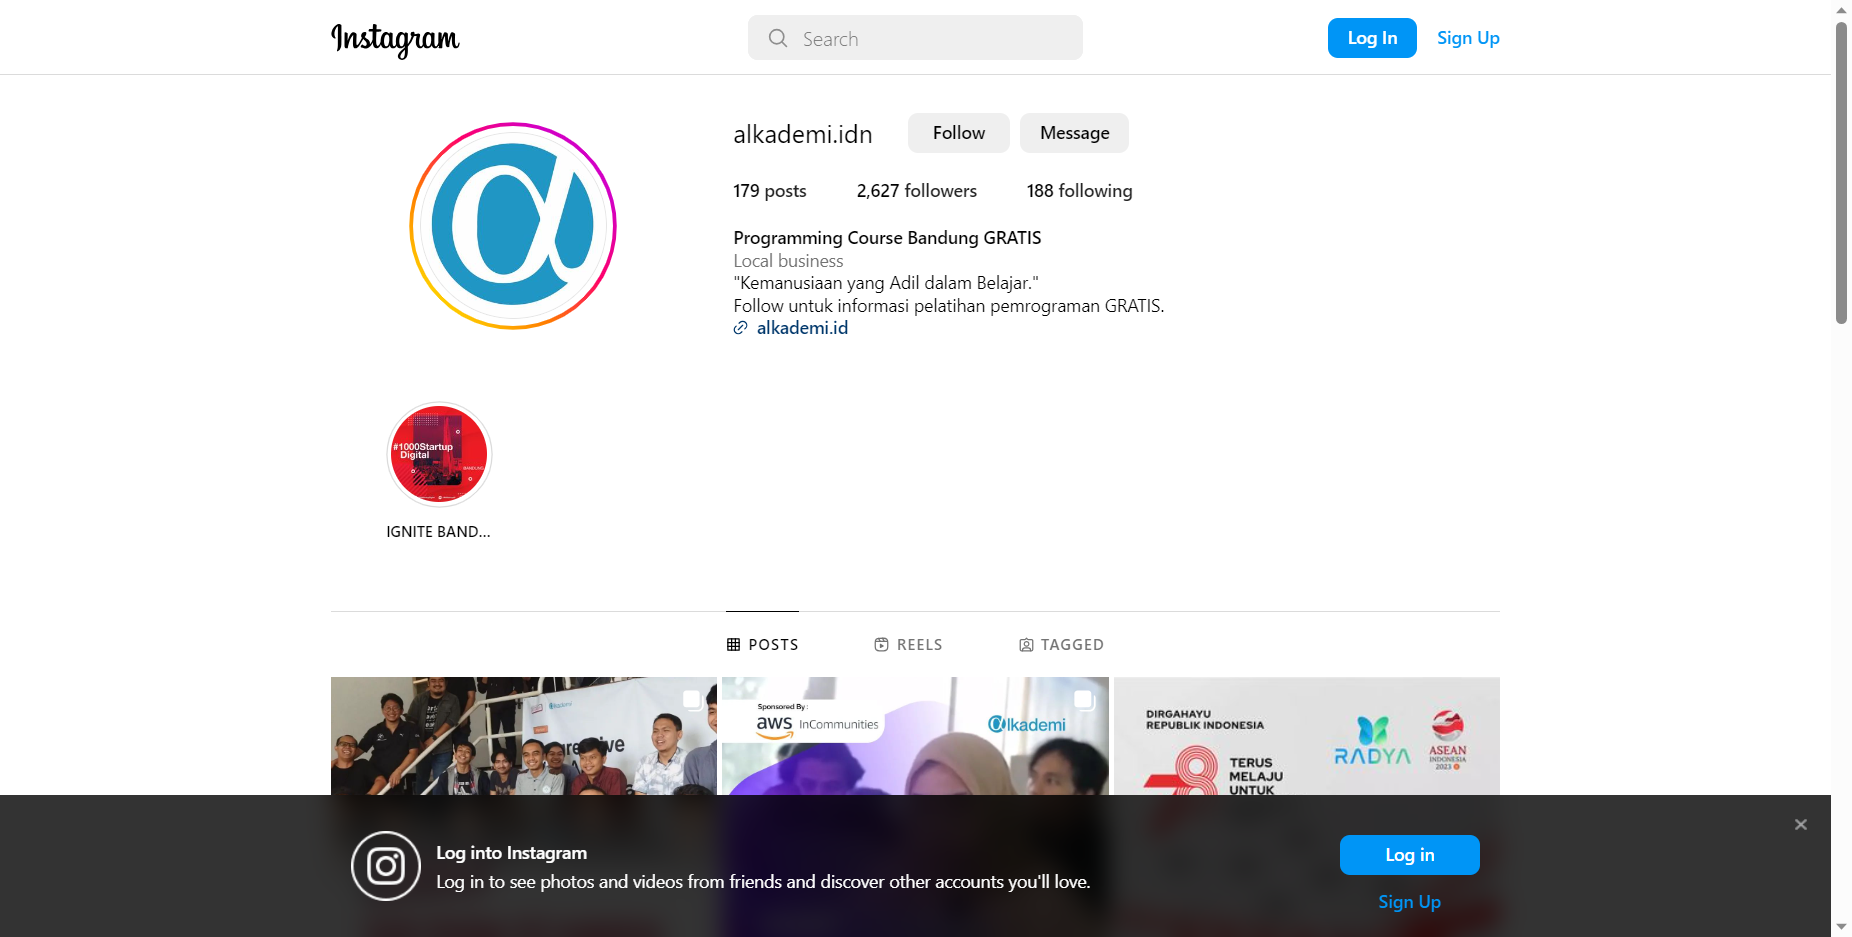 Instagram
Search
Log In
Sign Up
alkademi.idn
Follow
Message
179 posts
2,627 followers
188 following
Programming Course Bandung GRATIS
Local business
"Kemanusiaan yang Adil dalam Belajar."
Follow untuk informasi pelatihan pemrograman GRATIS.
alkademi.id
#1000Startup
Digital
BANDUNG
IGNITE BAND...
POSTS
REELS
TAGGED
alkademi
Sponsored By :
aws InCommunities
alkademi
DIRGAHAYU
REPUBLIK INDONESIA
78
TERUS
MELAJU
UNTUK
RADYA
ASEAN
INDONESIA
2023
Log into Instagram
Log in to see photos and videos from friends and discover other accounts you'll love.
Log in
Sign Up